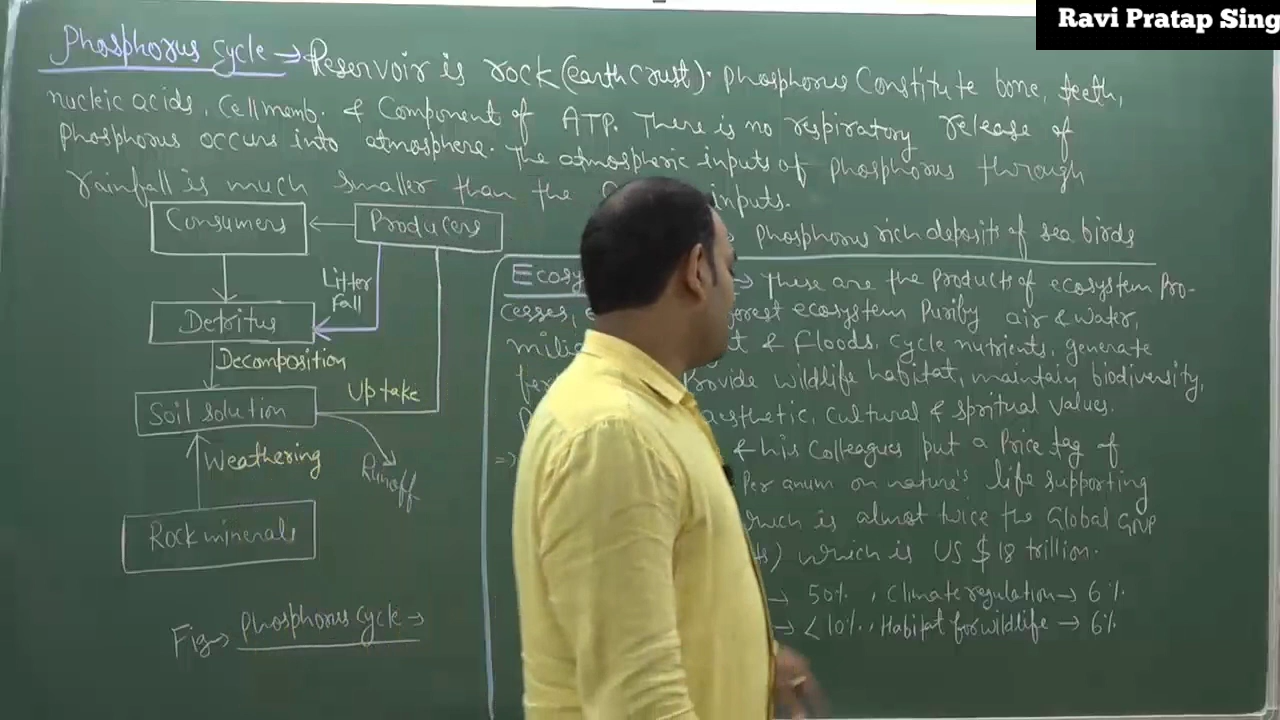 Ravi Pratap Sing
Phosphorus Cycle → Reservoir is rock (earth crust). Phosphorus Constitute bone, teeth,
nucleic acids, Cell memb. & Component of ATP. There is no respiratory release of
Phosphorus occurs into atmosphere. The atmospheric inputs of phosphorus through
rainfall is much smaller than the inputs.
Phosphorus rich deposits of sea birds
Consumers
Producers
Litter
fall
Detritus
Decomposition
Uptake
Soil solution
Weathering
Runoff
Rock minerals
Fig→ Phosphorus Cycle →
→ These are the Products of ecosystem Pro-
cesses, forest ecosystem Purify air & water,
& floods, Cycle nutrients, generate
Provide wildlife habitat, maintain biodiversity,
aesthetic, Cultural & Spritual Values.
⇒ & his Colleagues put a Price tag of
Per anum on nature's life supporting
which is almost twice the Global GNP
which is US $ 18 trillion.
→ 50%, Climate regulation → 6%
→ < 10%, Habitat for wildlife → 6%